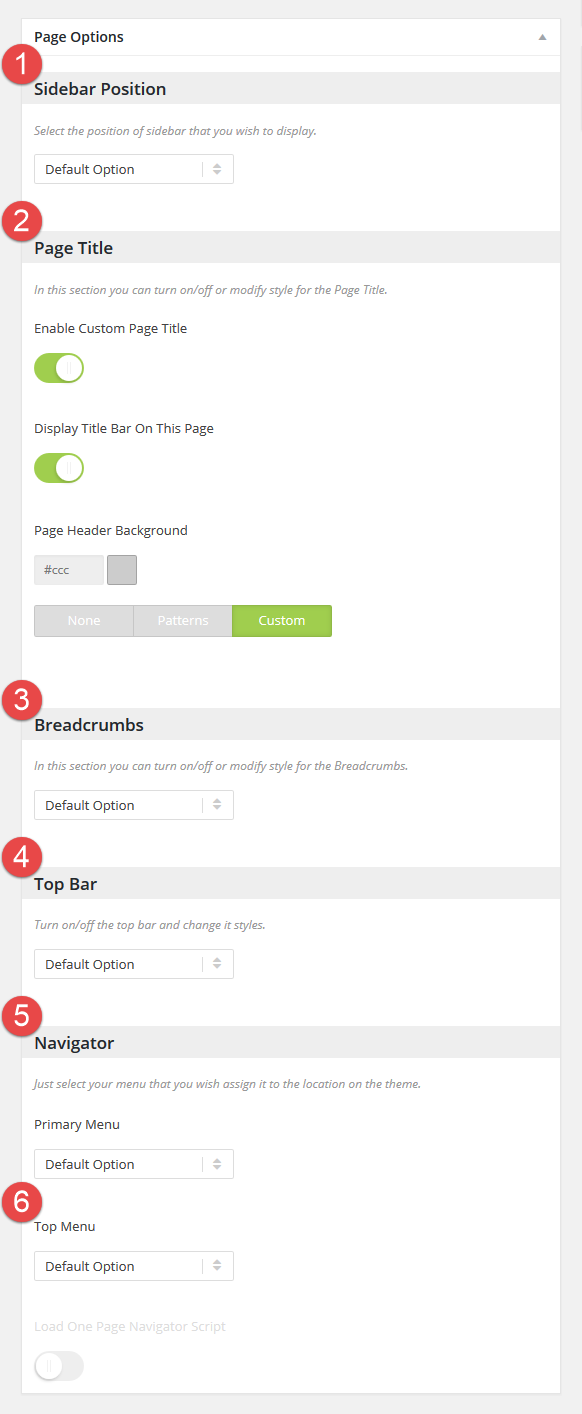 Page Options
1
Sidebar Position
Select the position of sidebar that you wish to display.
Default Option
2
Page Title
In this section you can turn on/off or modify style for the Page Title.
Enable Custom Page Title
Display Title Bar On This Page
Page Header Background
#ccc
None Patterns Custom
3
Breadcrumbs
In this section you can turn on/off or modify style for the Breadcrumbs.
Default Option
4
Top Bar
Turn on/off the top bar and change it styles.
Default Option
5
Navigator
Just select your menu that you wish assign it to the location on the theme.
Primary Menu
Default Option
6
Top Menu
Default Option
Load One Page Navigator Script